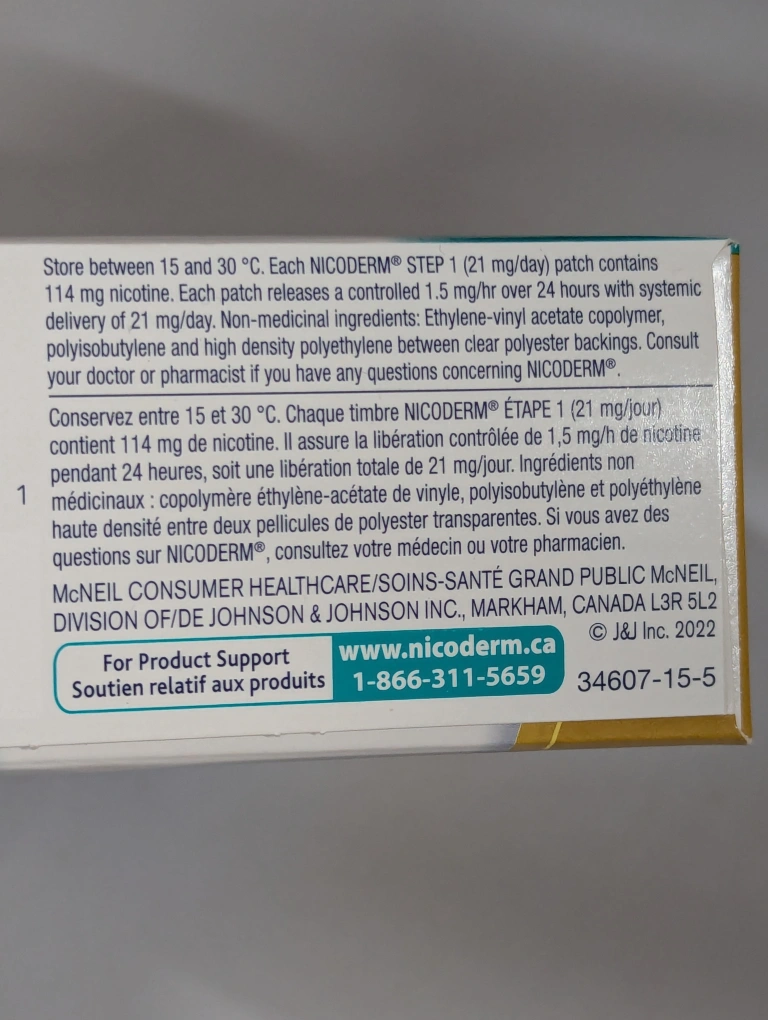 Store between 15 and 30 °C. Each NICODERM® STEP 1 (21 mg/day) patch contains
114 mg nicotine. Each patch releases a controlled 1.5 mg/hr over 24 hours with systemic
delivery of 21 mg/day. Non-medicinal ingredients: Ethylene-vinyl acetate copolymer,
polyisobutylene and high density polyethylene between clear polyester backings. Consult
your doctor or pharmacist if you have any questions concerning NICODERM®.
Conservez entre 15 et 30 °C. Chaque timbre NICODERM® ÉTAPE 1 (21 mg/jour)
contient 114 mg de nicotine. Il assure la libération contrôlée de 1,5 mg/h de nicotine
pendant 24 heures, soit une libération totale de 21 mg/jour. Ingrédients non
médicinaux : copolymère éthylène-acétate de vinyle, polyisobutylène et polyéthylène
haute densité entre deux pellicules de polyester transparentes. Si vous avez des
questions sur NICODERM®, consultez votre médecin ou votre pharmacien.
1
McNEIL CONSUMER HEALTHCARE/SOINS-SANTÉ GRAND PUBLIC McNEIL,
DIVISION OF/DE JOHNSON & JOHNSON INC., MARKHAM, CANADA L3R 5L2
© J&J Inc. 2022
For Product Support
Soutien relatif aux produits
www.nicoderm.ca
1-866-311-5659
34607-15-5